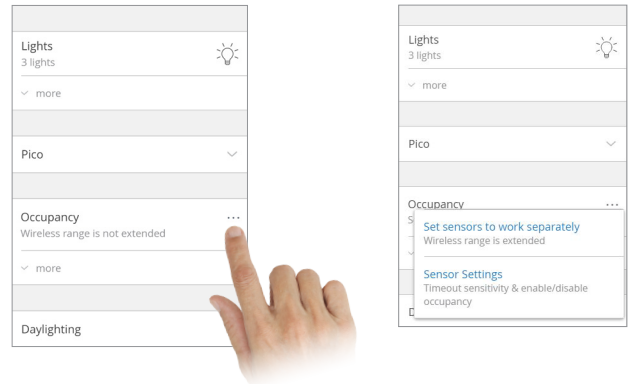 Lights
3 lights
more
Pico
Occupancy
...
Wireless range is not extended
more
Daylighting
Lights
3 lights
more
Pico
Occupancy
...
S
Set sensors to work separately
Wireless range is extended
Sensor Settings
Timeout sensitivity & enable/disable
occupancy
D